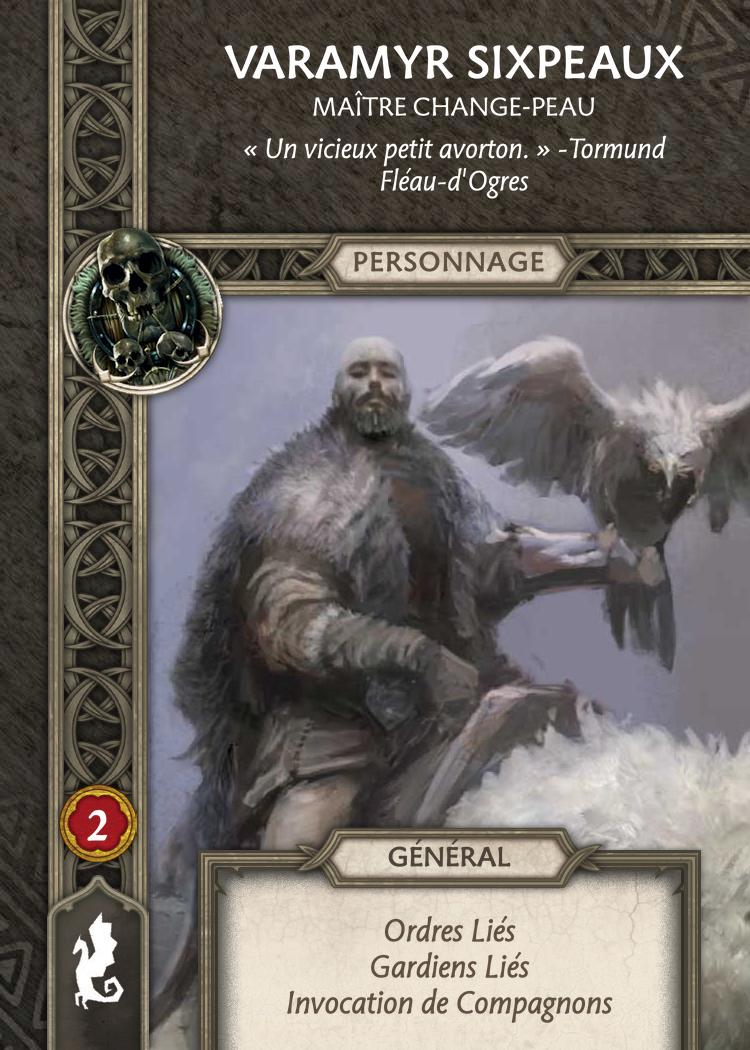 VARAMYR SIXPEAUX
MAÎTRE CHANGE-PEAU
« Un vicieux petit avorton. » -Tormund
Fléau-d'Ogres
PERSONNAGE
2
GÉNÉRAL
Ordres Liés
Gardiens Liés
Invocation de Compagnons